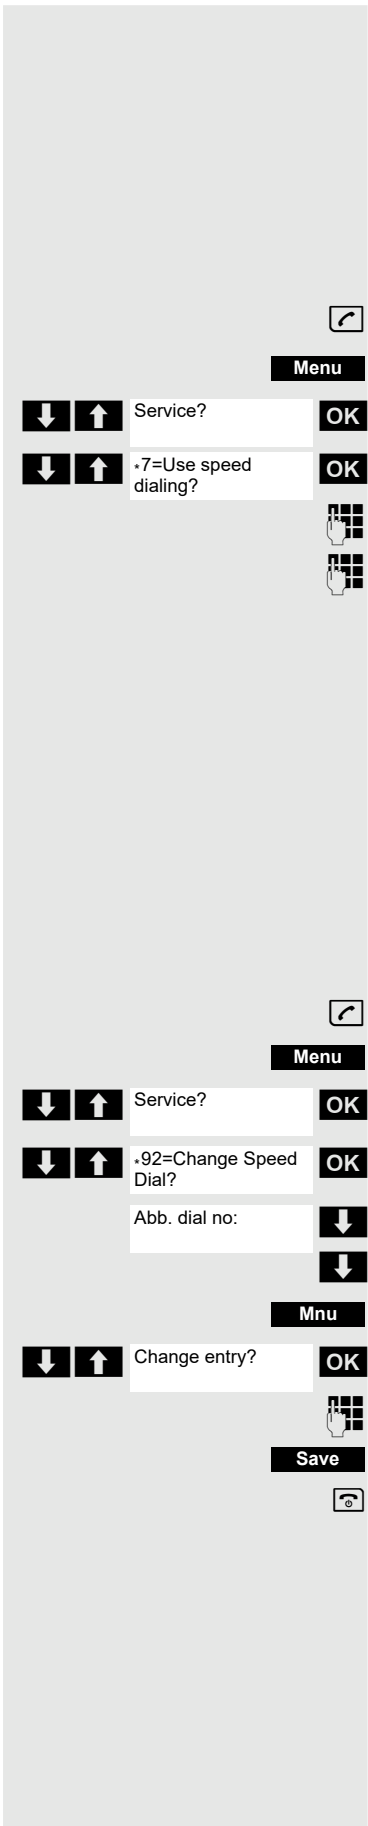 Menu
Service? OK
*7=Use speed OK
dialing?
Menu
Service? OK
*92=Change Speed OK
Dial?
Abb. dial no:
Mnu
Change entry? OK
Save